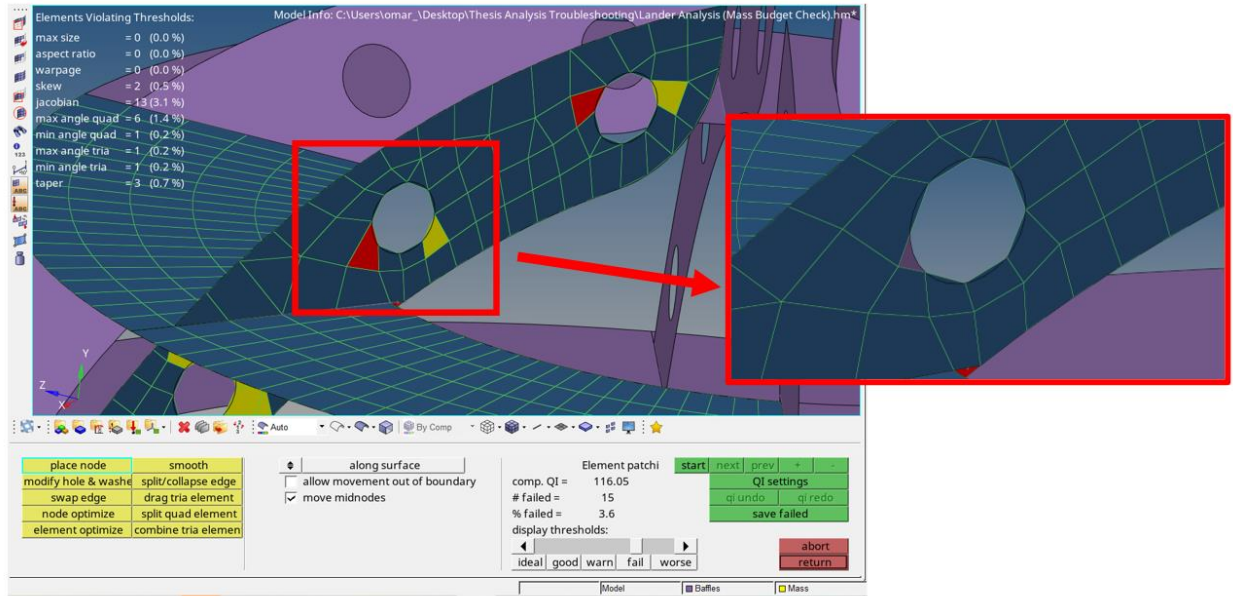 Elements Violating Thresholds:
Model Info: C:\Users\omar_\Desktop\Thesis Analysis Troubleshooting\Lander Analysis (Mass Budget Check).hm*
max size = 0 (0.0 %)
aspect ratio = 0 (0.0 %)
warpage = 0 (0.0 %)
skew = 2 (0.5 %)
jacobian = 13 (3.1 %)
max angle quad = 6 (1.4 %)
min angle quad = 1 (0.2 %)
max angle tria = 1 (0.2 %)
min angle tria = 1 (0.2 %)
taper = 3 (0.7 %)
123
ABC
ABC
Y
Z
X
Auto
By Comp
place node smooth
modify hole & washe split/collapse edge
swap edge drag tria element
node optimize split quad element
element optimize combine tria elemen
along surface
allow movement out of boundary
move midnodes
Element patchi start next prev + -
comp. QI = 116.05 QI settings
# failed = 15 qi undo qi redo
% failed = 3.6 save failed
display thresholds:
abort
ideal good warn fail worse return
Model Baffles Mass